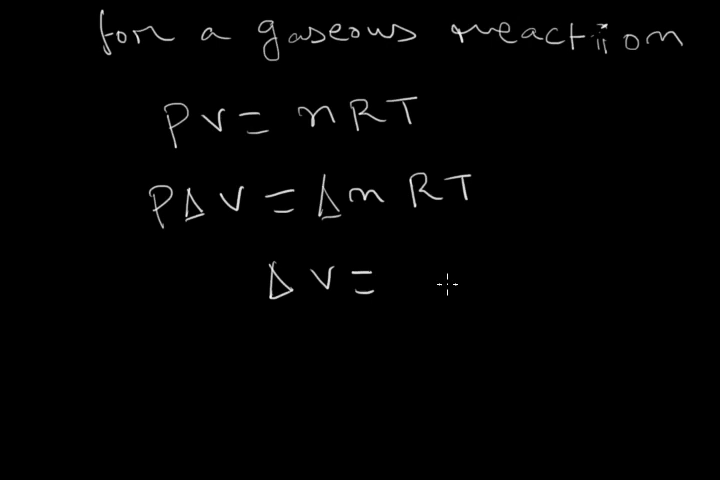 for a gaseous reaction
PV = nRT
PΔV = Δn RT
ΔV =